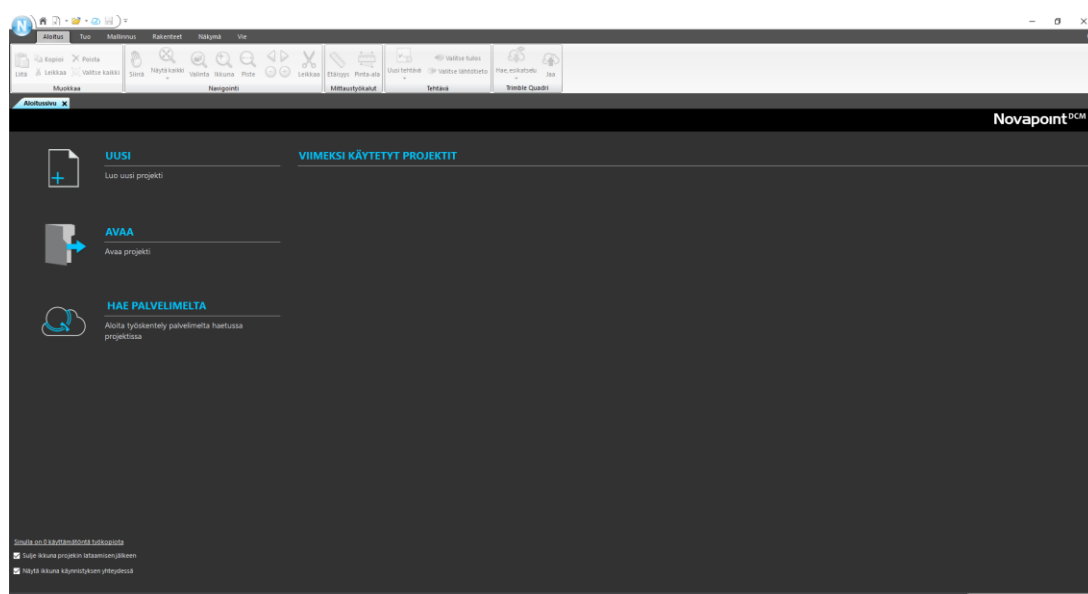 Aloitus Tuo Mallinnus Rakenteet Näkymä Vie
Liitä Kopioi Poista Leikkaa Valitse kaikki
Siirrä Näytä kaikki Valinta Ikkuna Piste Leikkaa
Etäisyys Pinta-ala
Uusi tehtävä Valitse tulos Valitse lähtötieto
Hae, esikatselu Jaa
Muokkaa Navigointi Mittaustyökalut Tehtävä Trimble Quadri
Aloitussivu X
Novapoint DCM
UUSI
Luo uusi projekti
VIIMEKSI KÄYTETYT PROJEKTIT
AVAA
Avaa projekti
HAE PALVELIMELTA
Aloita työskentely palvelimelta haetussa
projektissa
Sinulla on 0 käyttämätöntä työkopiota
Sulje ikkuna projekin lataamisen jälkeen
Näytä ikkuna käynnistyksen yhteydessä